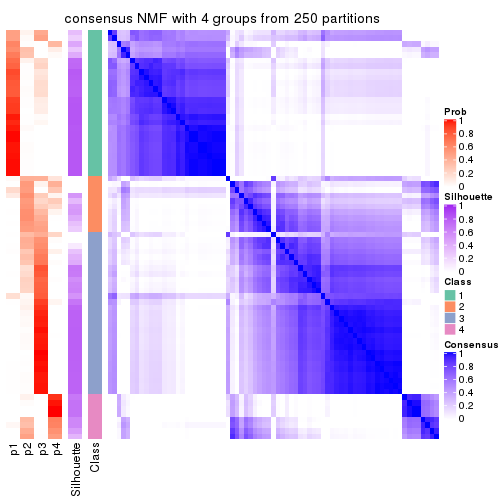 consensus NMF with 4 groups from 250 partitions
Prob
1
0.8
0.6
0.4
0.2
0
Silhouette
1
0.8
0.6
0.4
0.2
0
Class
1
2
3
4
Consensus
1
0.8
0.6
0.4
0.2
0
p1
p2
p3
p4
Silhouette
Class